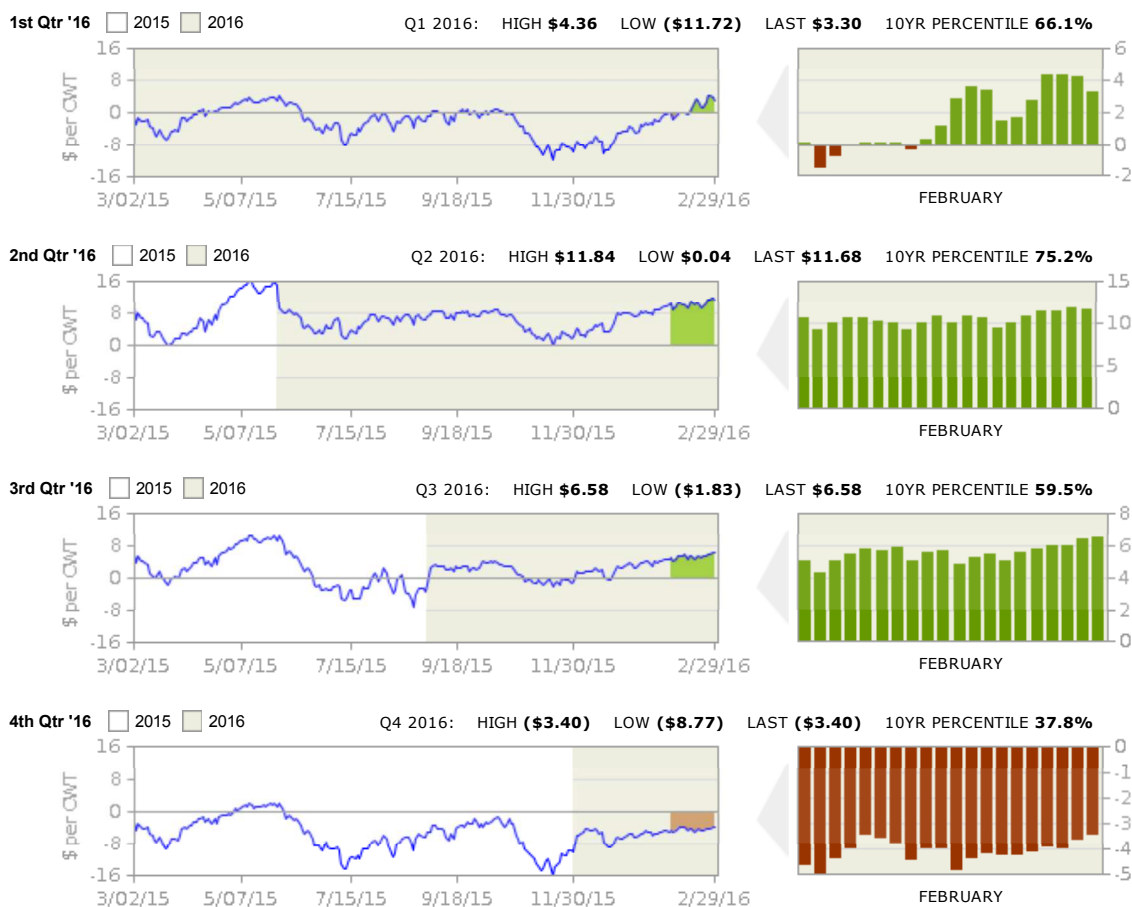 1st Qtr '16 2015 2016 Q1 2016: HIGH $4.36 LOW ($11.72) LAST $3.30 10YR PERCENTILE 66.1%
16
8
0
-8
-16
$ per CWT
3/02/15 5/07/15 7/15/15 9/18/15 11/30/15 2/29/16
6
4
2
0
-2
FEBRUARY
2nd Qtr '16 2015 2016 Q2 2016: HIGH $11.84 LOW $0.04 LAST $11.68 10YR PERCENTILE 75.2%
16
8
0
-8
-16
$ per CWT
3/02/15 5/07/15 7/15/15 9/18/15 11/30/15 2/29/16
15
10
5
0
FEBRUARY
3rd Qtr '16 2015 2016 Q3 2016: HIGH $6.58 LOW ($1.83) LAST $6.58 10YR PERCENTILE 59.5%
16
8
0
-8
-16
$ per CWT
3/02/15 5/07/15 7/15/15 9/18/15 11/30/15 2/29/16
8
6
4
2
0
FEBRUARY
4th Qtr '16 2015 2016 Q4 2016: HIGH ($3.40) LOW ($8.77) LAST ($3.40) 10YR PERCENTILE 37.8%
16
8
0
-8
-16
$ per CWT
3/02/15 5/07/15 7/15/15 9/18/15 11/30/15 2/29/16
0
-1
-2
-3
-4
-5
FEBRUARY